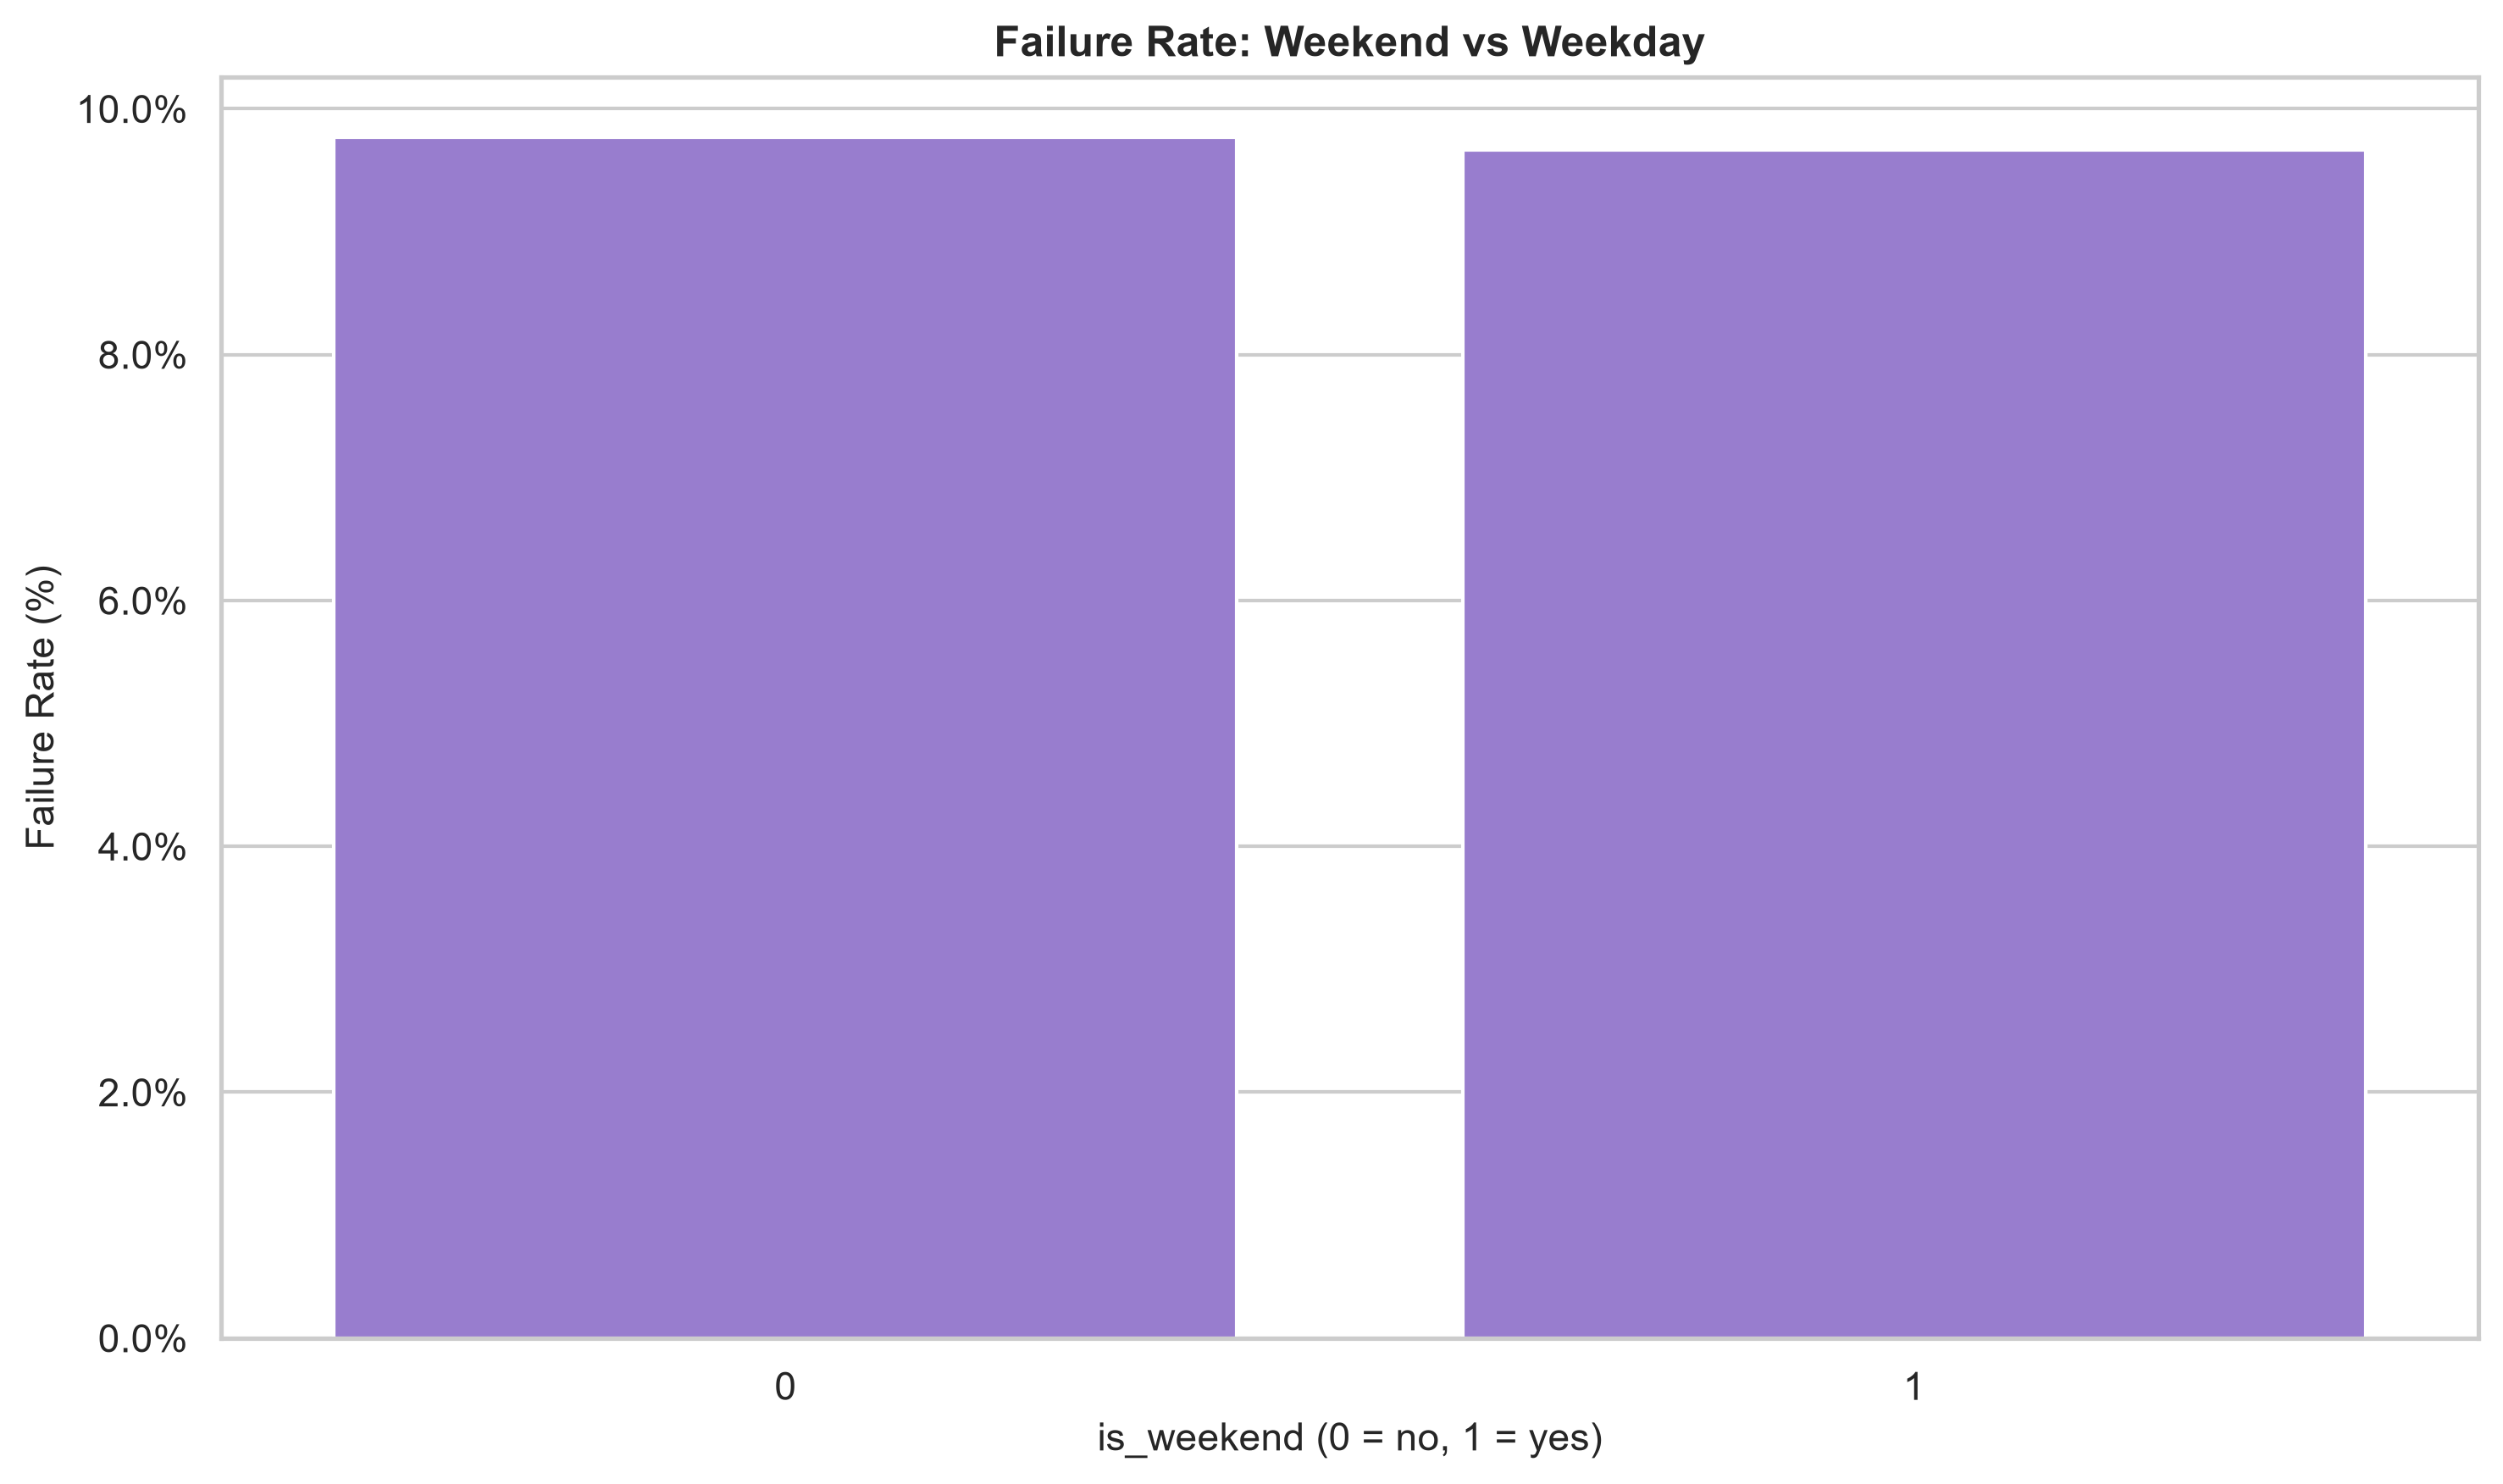 Failure Rate: Weekend vs Weekday
10.0%
8.0%
6.0%
4.0%
2.0%
0.0%
Failure Rate (%)
0
1
is_weekend (0 = no, 1 = yes)